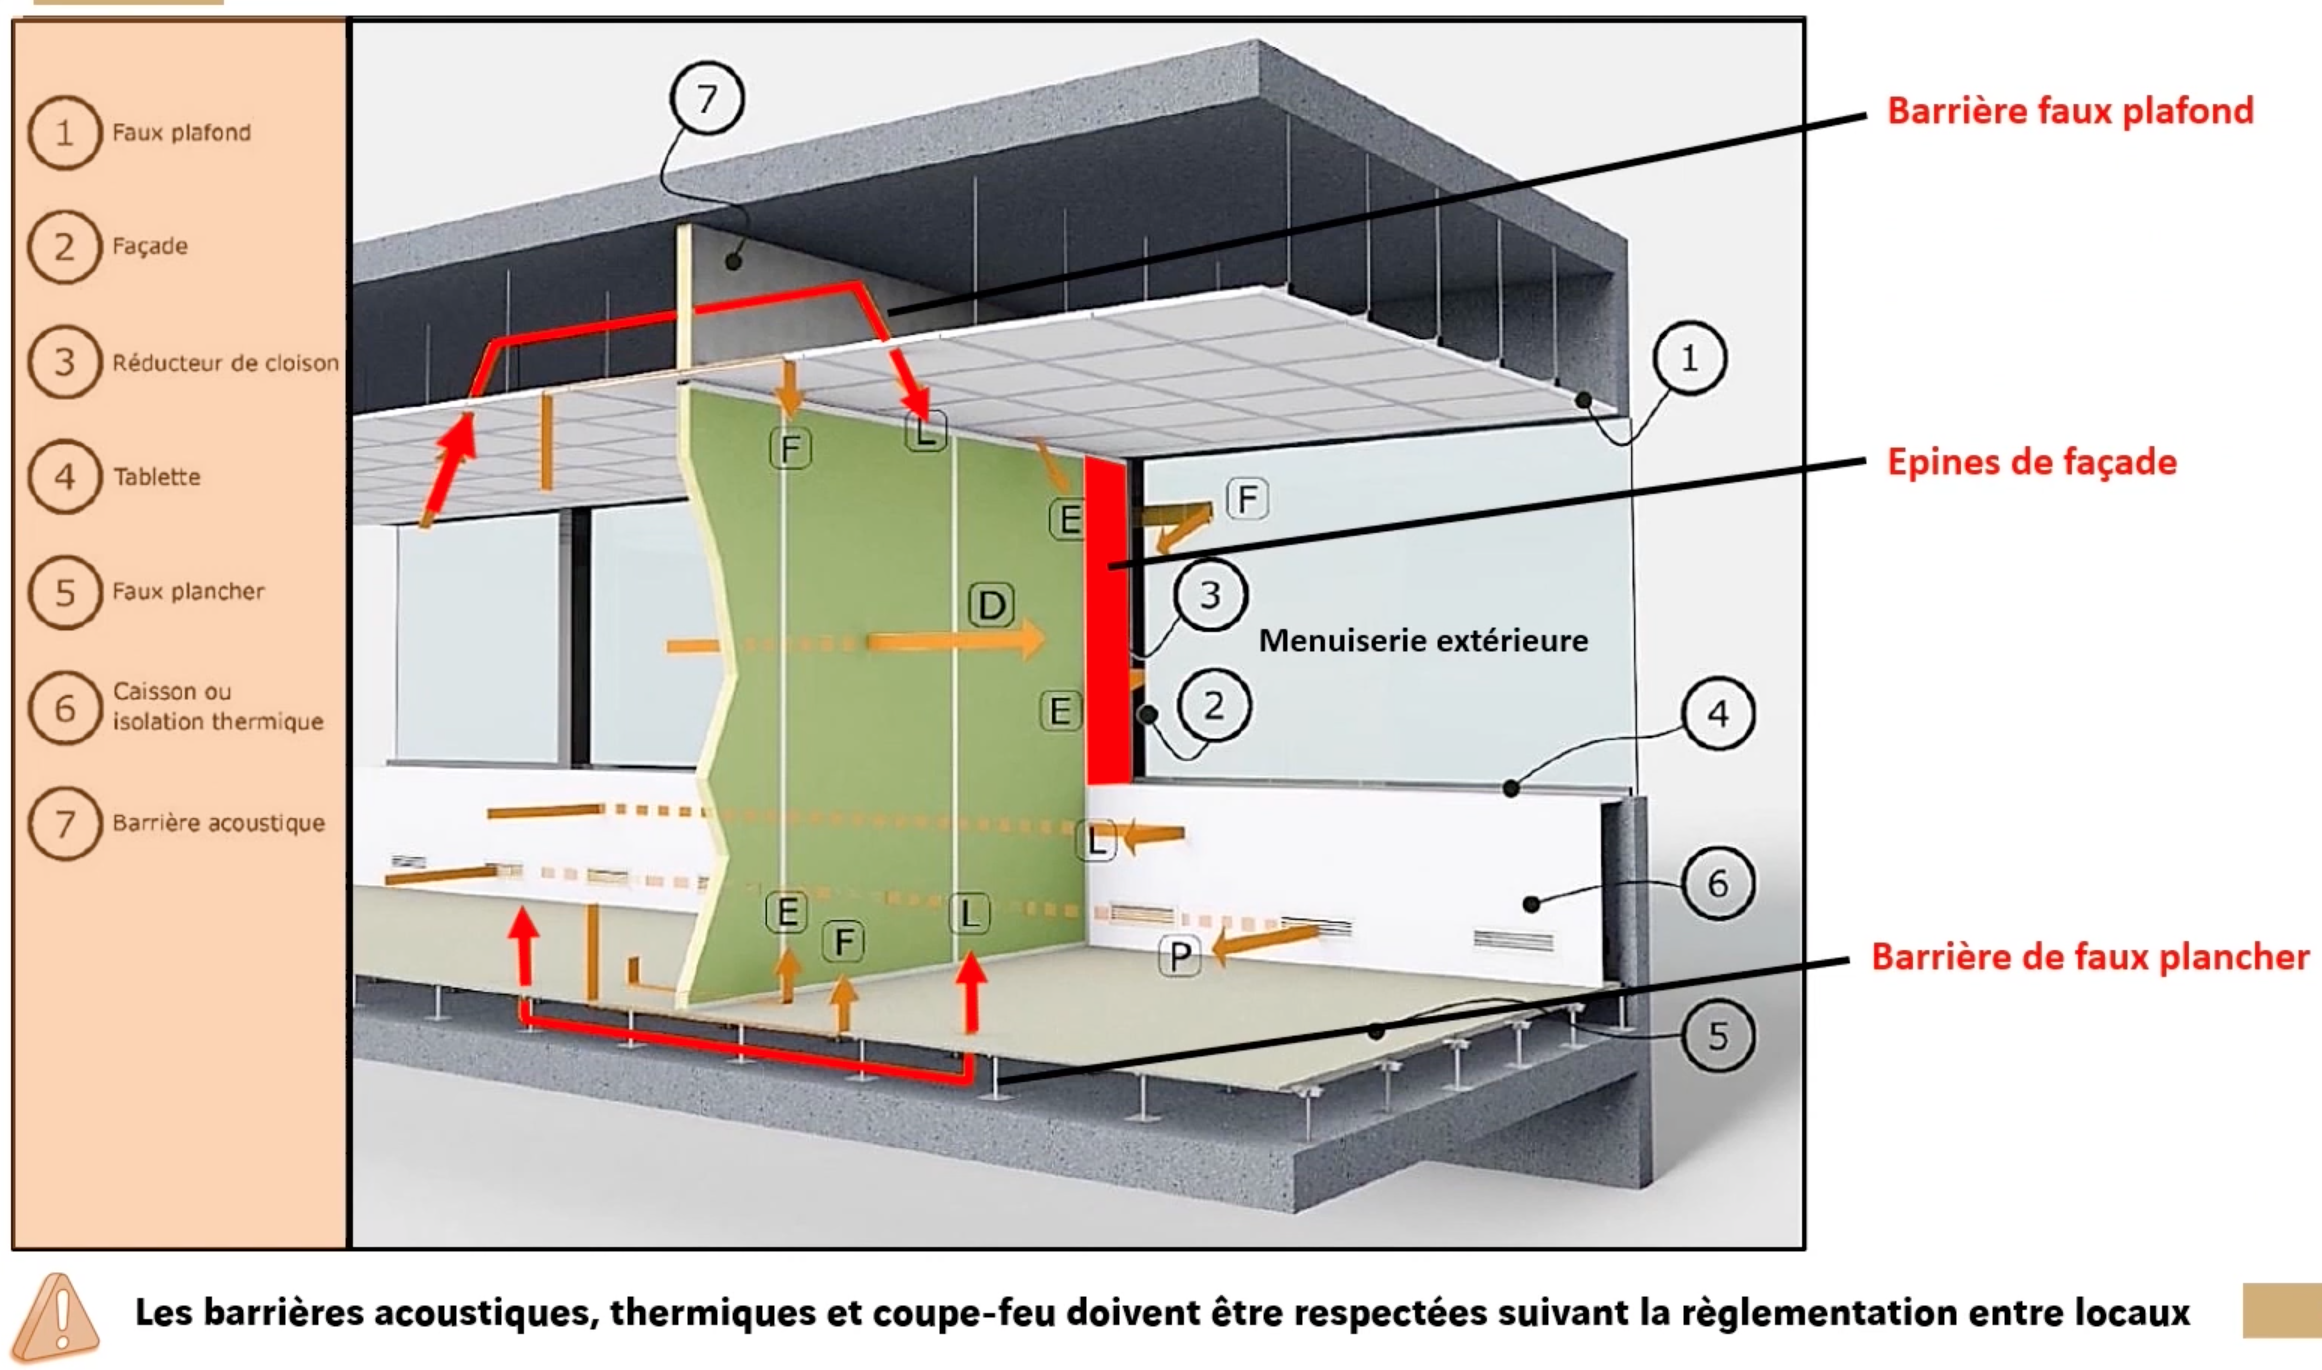 1 Faux plafond
2 Façade
3 Réducteur de cloison
4 Tablette
5 Faux plancher
6 Caisson ou
isolation thermique
7 Barrière acoustique
7
Barrière faux plafond
1
L
F
Epines de façade
F
E
3
D
Menuiserie extérieure
E
2
4
L
6
E
L
F
P
Barrière de faux plancher
5
Les barrières acoustiques, thermiques et coupe-feu doivent être respectées suivant la règlementation entre locaux